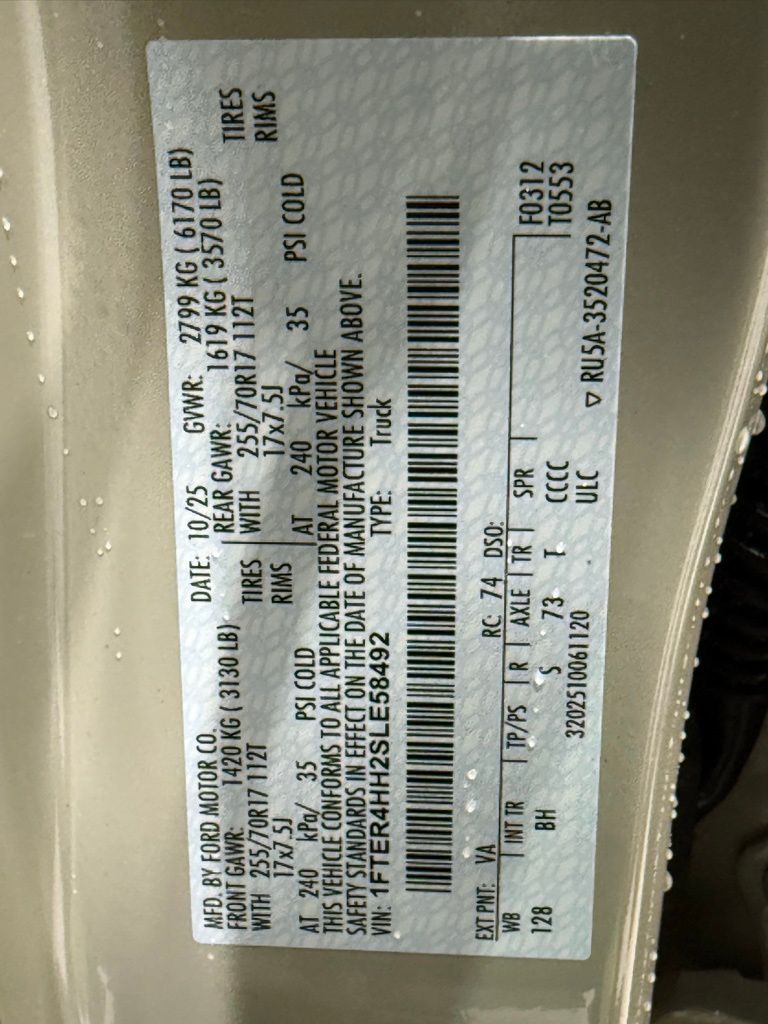 MFD. BY FORD MOTOR CO.
DATE: 10/25 GVWR: 2799 KG ( 6170 LB)
FRONT GAWR: 1420 KG ( 3130 LB) REAR GAWR: 1619 KG ( 3570 LB)
WITH 255/70R17 112T TIRES WITH 255/70R17 112T TIRES
17x7.5J RIMS 17x7.5J RIMS
AT 240 kPa/ 35 PSI COLD AT 240 kPa/ 35 PSI COLD
THIS VEHICLE CONFORMS TO ALL APPLICABLE FEDERAL MOTOR VEHICLE
SAFETY STANDARDS IN EFFECT ON THE DATE OF MANUFACTURE SHOWN ABOVE.
VIN: 1FTER4HH2SLE58492 TYPE: Truck
EXT PNT: VA RC: 74 DSO: F0312
WB INT TR TP/PS R AXLE TR SPR T0553
128 BH S 73 T CCCC
3202510061120 ULC
▽ RU5A-3520472-AB